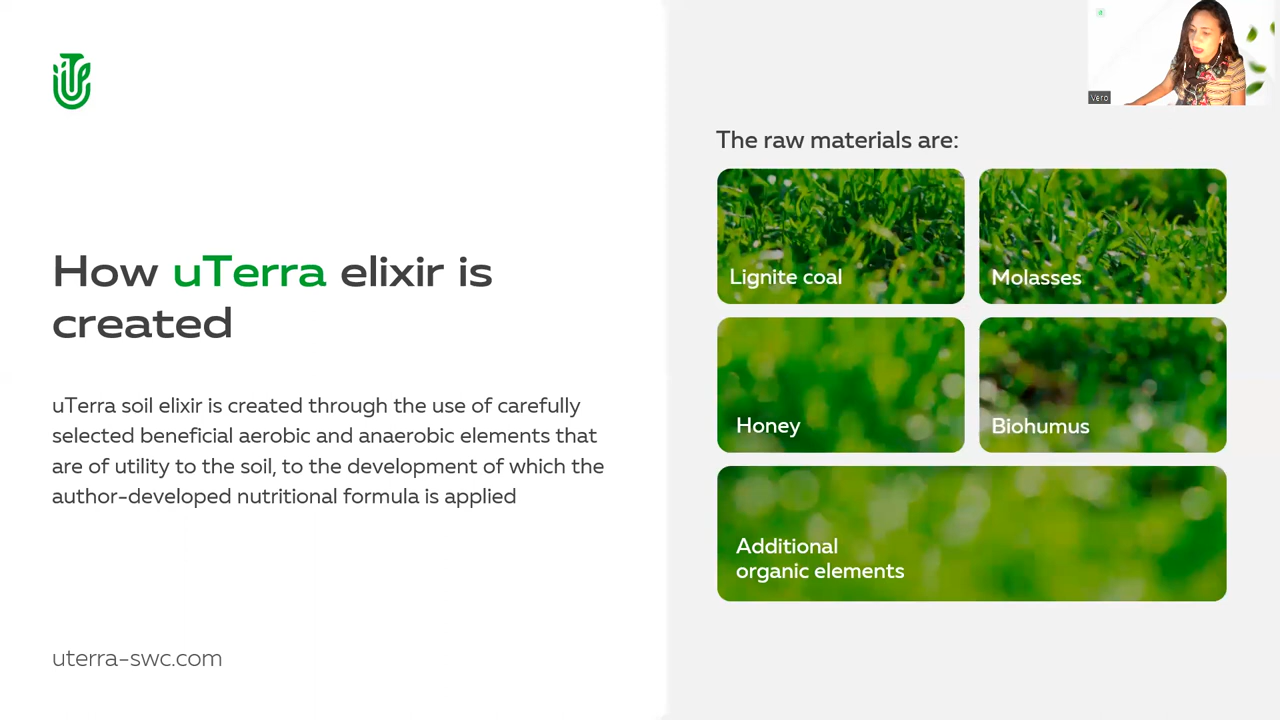 How uTerra elixir is
created
uTerra soil elixir is created through the use of carefully
selected beneficial aerobic and anaerobic elements that
are of utility to the soil, to the development of which the
author-developed nutritional formula is applied
uterra-swc.com
The raw materials are:
Lignite coal
Molasses
Honey
Biohumus
Additional
organic elements
Vero